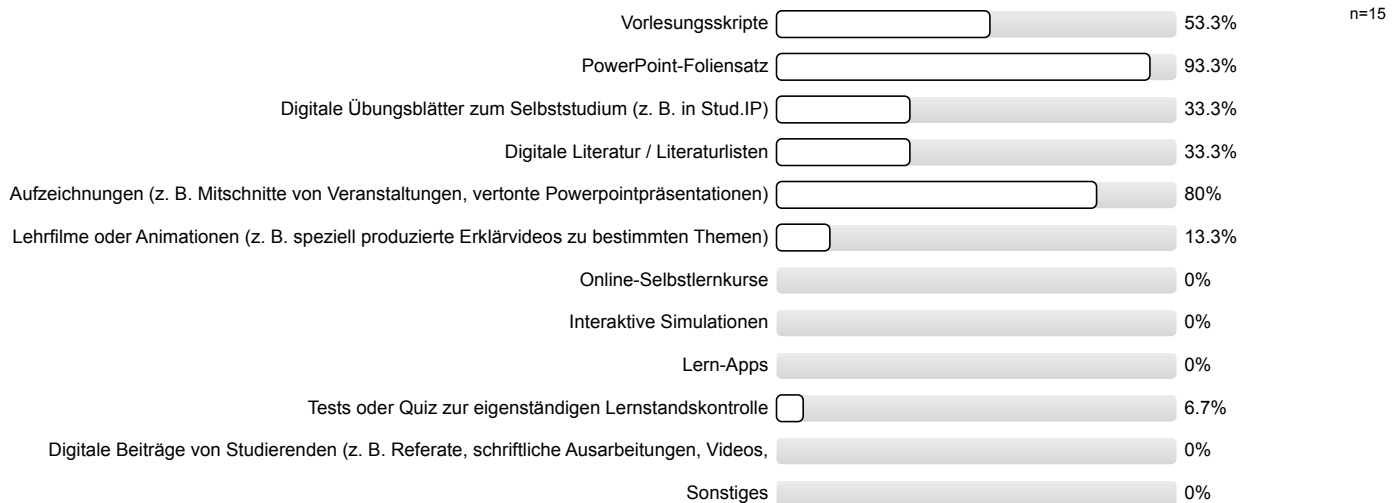 n=15
Vorlesungsskripte 53.3%
PowerPoint-Foliensatz 93.3%
Digitale Übungsblätter zum Selbststudium (z. B. in Stud.IP) 33.3%
Digitale Literatur / Literaturlisten 33.3%
Aufzeichnungen (z. B. Mitschnitte von Veranstaltungen, vertonte Powerpointpräsentationen) 80%
Lehrfilme oder Animationen (z. B. speziell produzierte Erklärvideos zu bestimmten Themen) 13.3%
Online-Selbstlernkurse 0%
Interaktive Simulationen 0%
Lern-Apps 0%
Tests oder Quiz zur eigenständigen Lernstandskontrolle 6.7%
Digitale Beiträge von Studierenden (z. B. Referate, schriftliche Ausarbeitungen, Videos, 0%
Sonstiges 0%